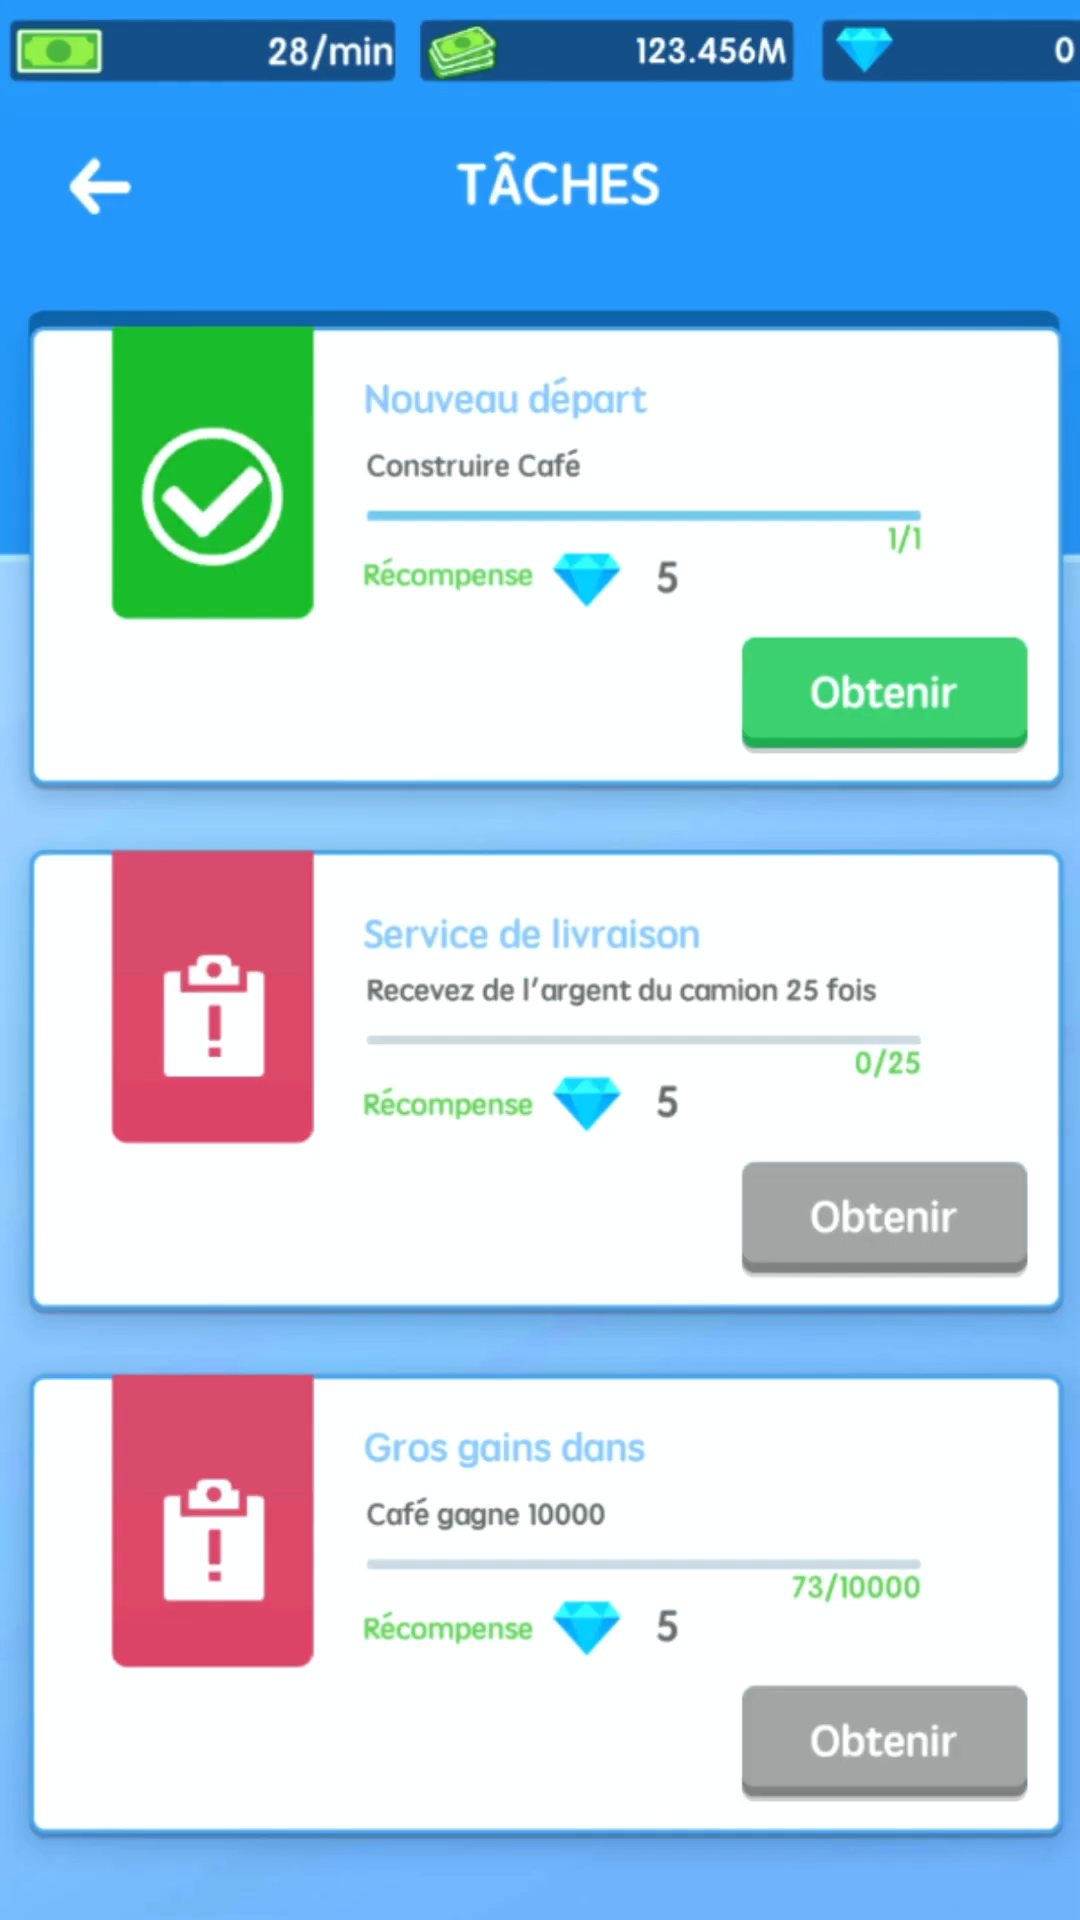 28/min 123.456M 0
TÂCHES
Nouveau départ
Construire Café
1/1
Récompense 5
Obtenir
Service de livraison
Recevez de l'argent du camion 25 fois
0/25
Récompense 5
Obtenir
Gros gains dans
Café gagne 10000
73/10000
Récompense 5
Obtenir